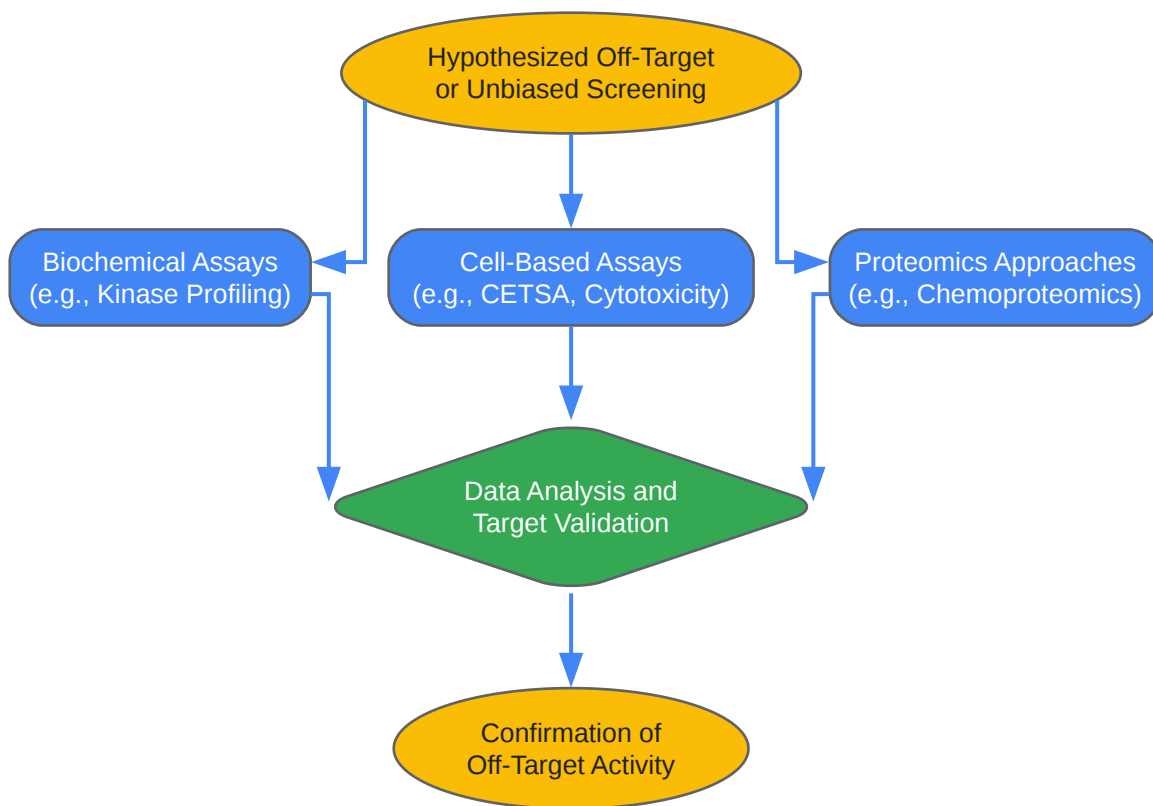 Hypothesized Off-Target
or Unbiased Screening
Biochemical Assays
(e.g., Kinase Profiling)
Cell-Based Assays
(e.g., CETSA, Cytotoxicity)
Proteomics Approaches
(e.g., Chemoproteomics)
Data Analysis and
Target Validation
Confirmation of
Off-Target Activity